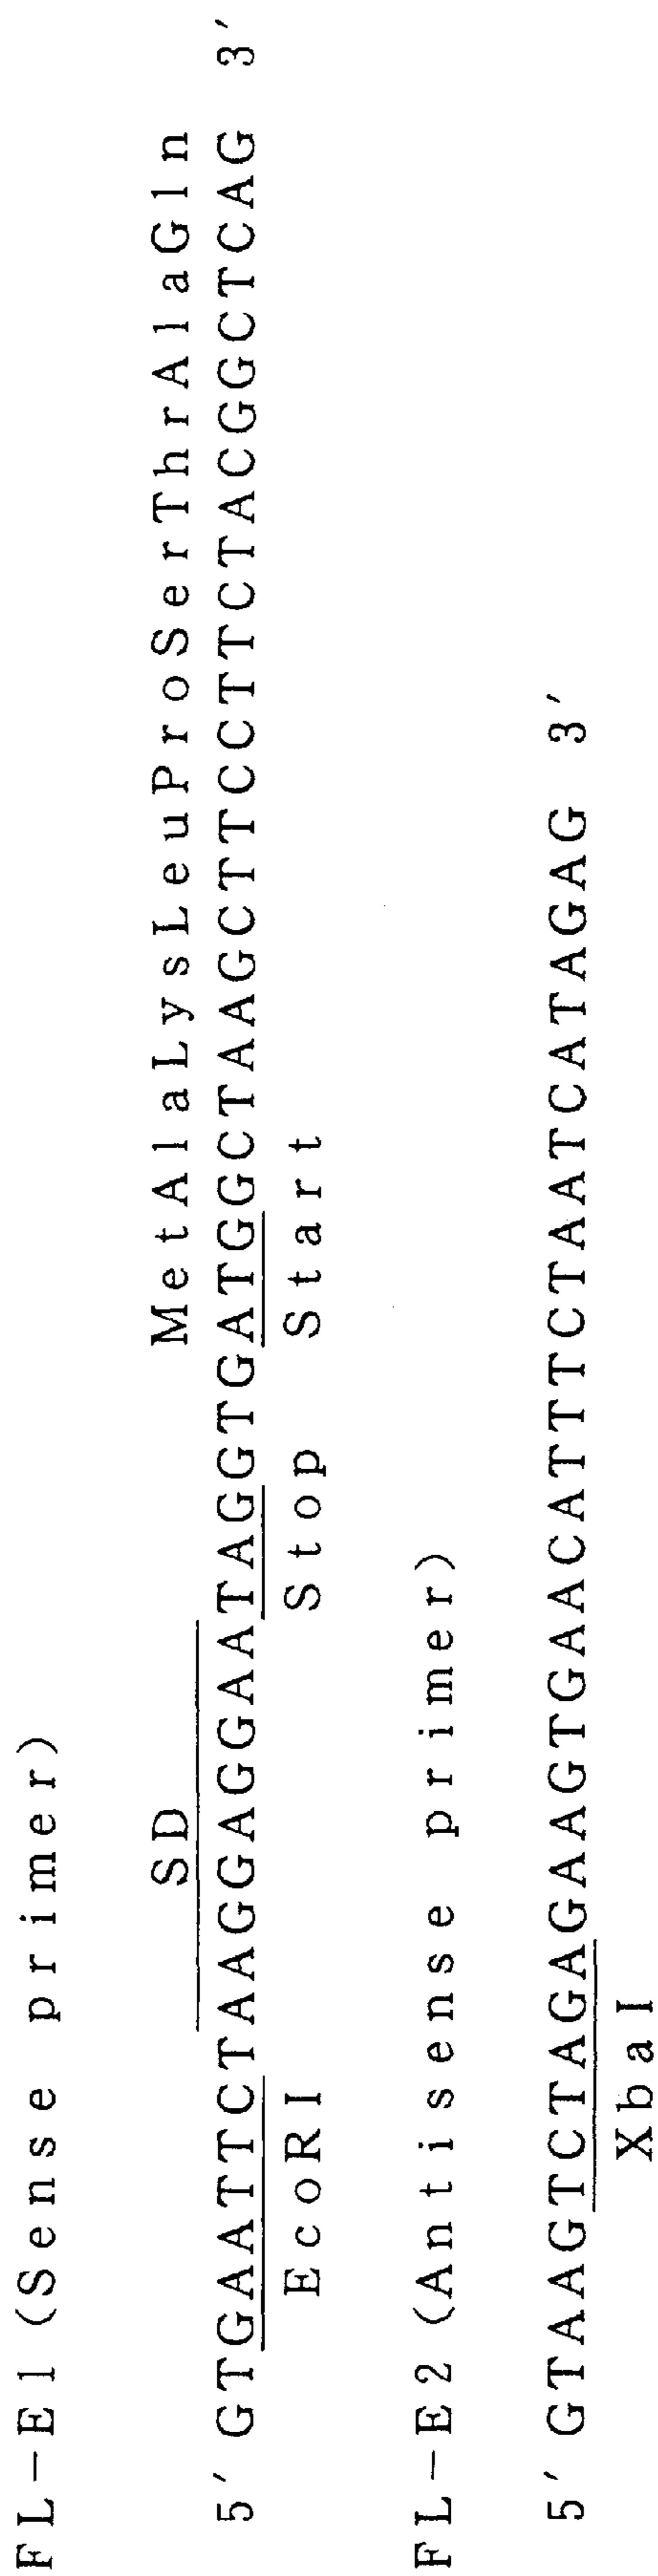 FL-E1 (Sense primer)
SD MetAlaLysLeuProSerThrAlaGln
5' GTGAATTCTAAGGAGGAATAGGTGATGGCTAAGCTTCCTTCTACGGCTCAG 3'
EcoRI Stop Start
FL-E2 (Antisense primer)
5' GTAAGTCTAGAGAAGTGAACATTTCTAATCATAGAG 3'
XbaI